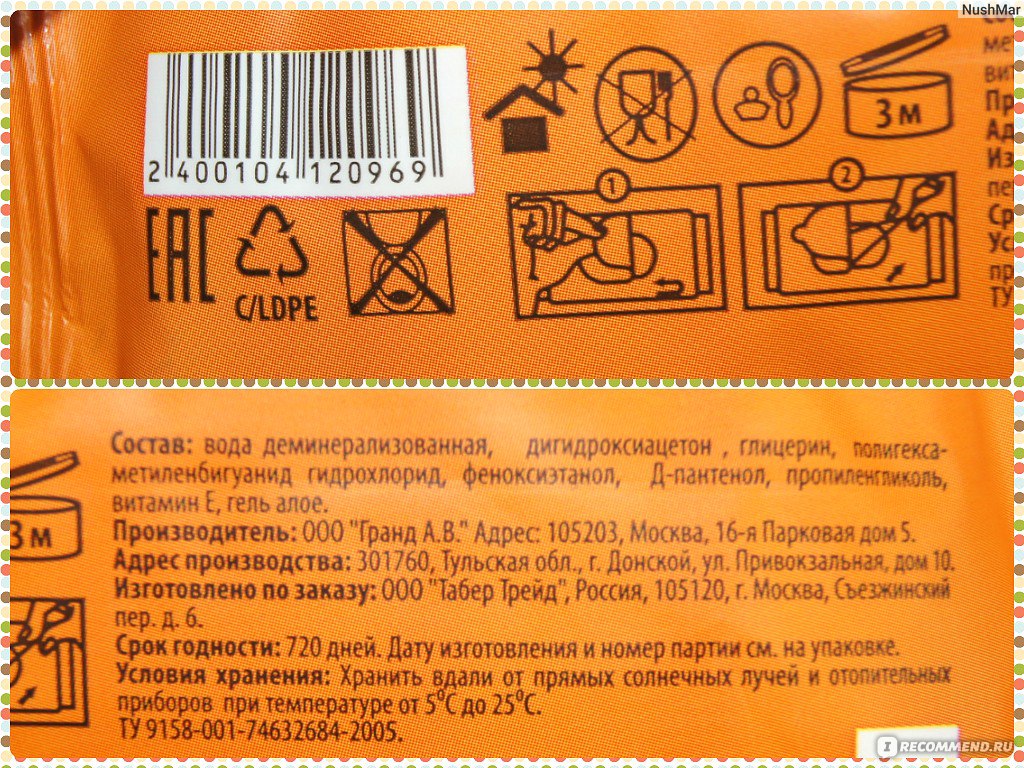 NushMar
2 400104 120969
3 м
EAC
C/LDPE
1
2
3 м
Состав: вода деминерализованная, дигидроксиацетон , глицерин, полигекса-
метиленбигуанид гидрохлорид, феноксиэтанол, Д-пантенол, пропиленгликоль,
витамин Е, гель алое.
Производитель: ООО "Гранд А.В." Адрес: 105203, Москва, 16-я Парковая дом 5.
Адрес производства: 301760, Тульская обл., г. Донской, ул. Привокзальная, дом 10.
Изготовлено по заказу: ООО "Табер Трейд", Россия, 105120, г. Москва, Съезжинский
пер. д. 6.
Срок годности: 720 дней. Дату изготовления и номер партии см. на упаковке.
Условия хранения: Хранить вдали от прямых солнечных лучей и отопительных
приборов при температуре от 5⁰С до 25⁰С.
ТУ 9158-001-74632684-2005.
IRECOMMEND.RU